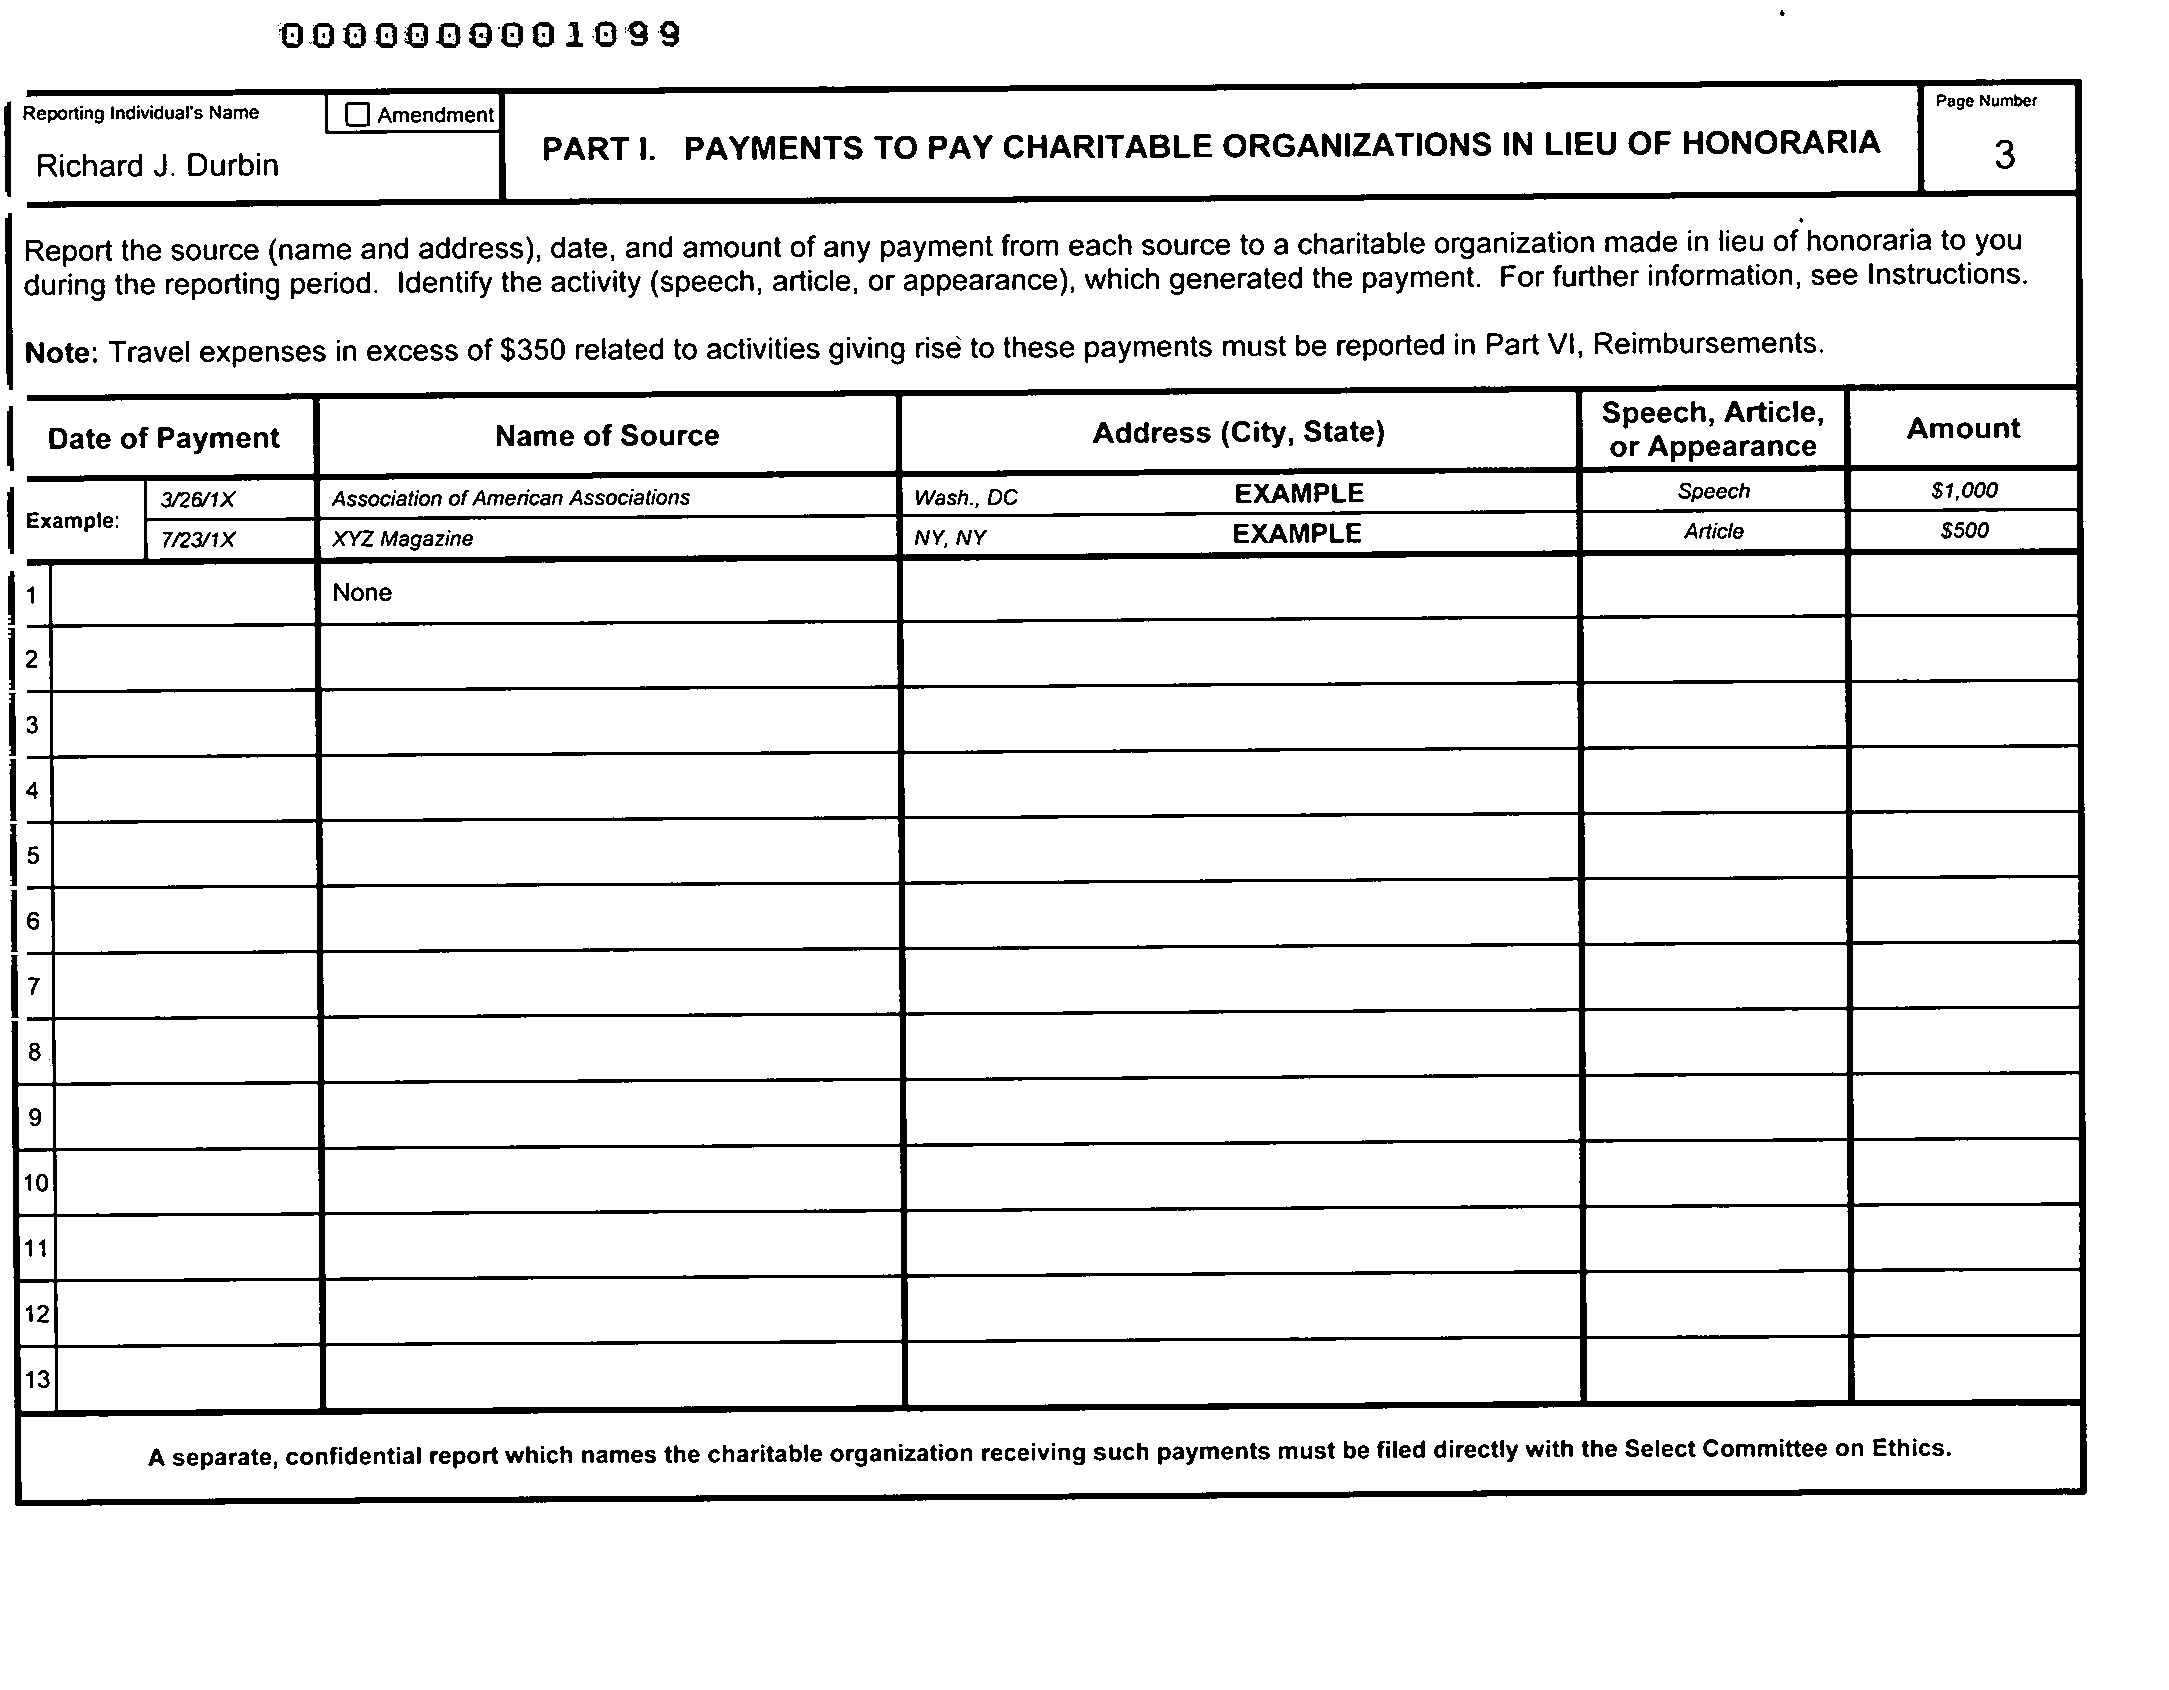 0000000001099
Reporting Individual's Name
Amendment
Richard J. Durbin
PART I. PAYMENTS TO PAY CHARITABLE ORGANIZATIONS IN LIEU OF HONORARIA
Page Number
3
Report the source (name and address), date, and amount of any payment from each source to a charitable organization made in lieu of honoraria to you
during the reporting period. Identify the activity (speech, article, or appearance), which generated the payment. For further information, see Instructions.
Note: Travel expenses in excess of $350 related to activities giving rise to these payments must be reported in Part VI, Reimbursements.
Date of Payment Name of Source Address (City, State) Speech, Article, or Appearance Amount
Example: 3/26/1X Association of American Associations Wash., DC EXAMPLE Speech $1,000
7/23/1X XYZ Magazine NY, NY EXAMPLE Article $500
1 None
2
3
4
5
6
7
8
9
10
11
12
13
A separate, confidential report which names the charitable organization receiving such payments must be filed directly with the Select Committee on Ethics.